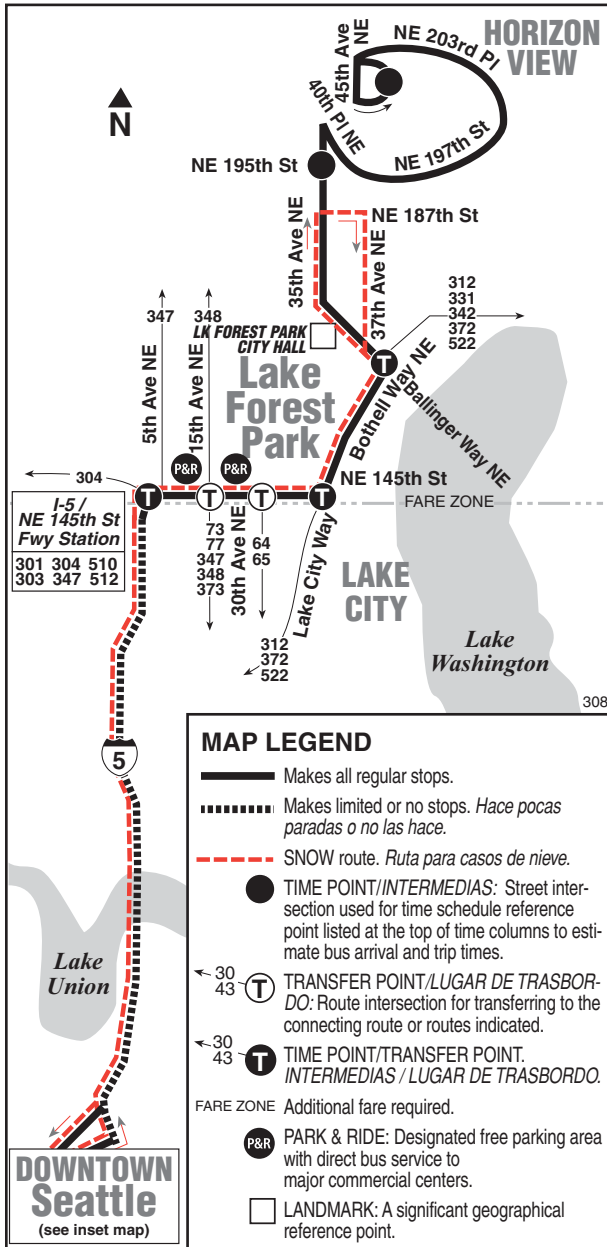 HORIZON
VIEW
45th Ave
NE
NE 203rd Pl
N
40th Pl NE
NE 197th St
NE 195th St
NE 187th St
35th Ave NE
37th Ave NE
312
331
342
372
522
347
348
LK FOREST PARK
CITY HALL
5th Ave NE
15th Ave NE
Lake
Forest
Park
Bothell Way NE
Ballinger Way NE
P&R
P&R
T
304
T
T
T
T
NE 145th St
FARE ZONE
I-5 /
NE 145th St
Fwy Station
301 304 510
303 347 512
73
77
347
348
373
30th Ave NE
64
65
Lake City Way
LAKE
CITY
312
372
522
Lake
Washington
308
5
Lake
Union
DOWNTOWN
Seattle
(see inset map)
MAP LEGEND
Makes all regular stops.
Makes limited or no stops. Hace pocas
paradas o no las hace.
SNOW route. Ruta para casos de nieve.
TIME POINT/INTERMEDIAS: Street inter-
section used for time schedule reference
point listed at the top of time columns to esti-
mate bus arrival and trip times.
30
43 T TRANSFER POINT/LUGAR DE TRASBOR-
DO: Route intersection for transferring to the
connecting route or routes indicated.
30
43 T TIME POINT/TRANSFER POINT.
INTERMEDIAS / LUGAR DE TRASBORDO.
FARE ZONE Additional fare required.
P&R PARK & RIDE: Designated free parking area
with direct bus service to
major commercial centers.
LANDMARK: A significant geographical
reference point.